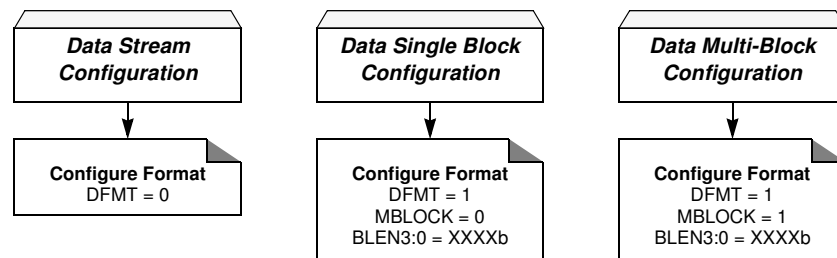 Data Stream
Configuration
Configure Format
DFMT = 0
Data Single Block
Configuration
Configure Format
DFMT = 1
MBLOCK = 0
BLEN3:0 = XXXXb
Data Multi-Block
Configuration
Configure Format
DFMT = 1
MBLOCK = 1
BLEN3:0 = XXXXb